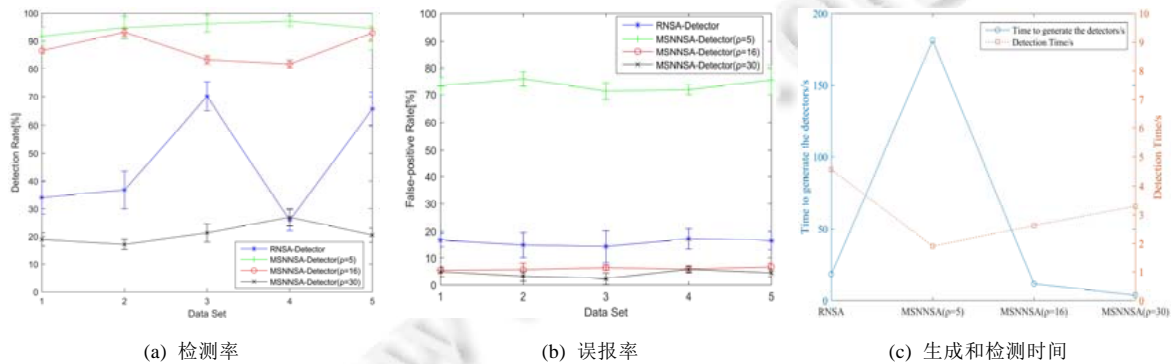 100
90
80
70
60
50
40
30
20
10
0
Detection Rate[%]
RNSA-Detector
MSNNSA-Detector(ρ=5)
MSNNSA-Detector(ρ=16)
MSNNSA-Detector(ρ=30)
1 2 3 4 5
Data Set
(a) 检测率
100
90
80
70
60
50
40
30
20
10
0
False-positive Rate[%]
RNSA-Detector
MSNNSA-Detector(ρ=5)
MSNNSA-Detector(ρ=16)
MSNNSA-Detector(ρ=30)
1 2 3 4 5
Data Set
(b) 误报率
200
150
100
50
0
Time to generate the detectors/s
Time to generate the detectors/s
Detection Time/s
10
9
8
7
6
5
4
3
2
1
0
Detection Time/s
RNSA MSNNSA(ρ=5) MSNNSA(ρ=16) MSNNSA(ρ=30)
(c) 生成和检测时间